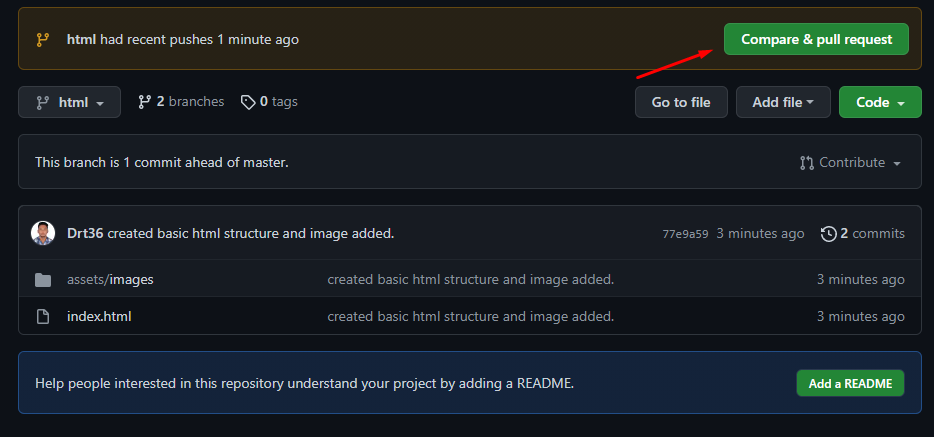 html had recent pushes 1 minute ago Compare & pull request
html 2 branches 0 tags Go to file Add file Code
This branch is 1 commit ahead of master. Contribute
Drt36 created basic html structure and image added. 77e9a59 3 minutes ago 2 commits
assets/images created basic html structure and image added. 3 minutes ago
index.html created basic html structure and image added. 3 minutes ago
Help people interested in this repository understand your project by adding a README. Add a README